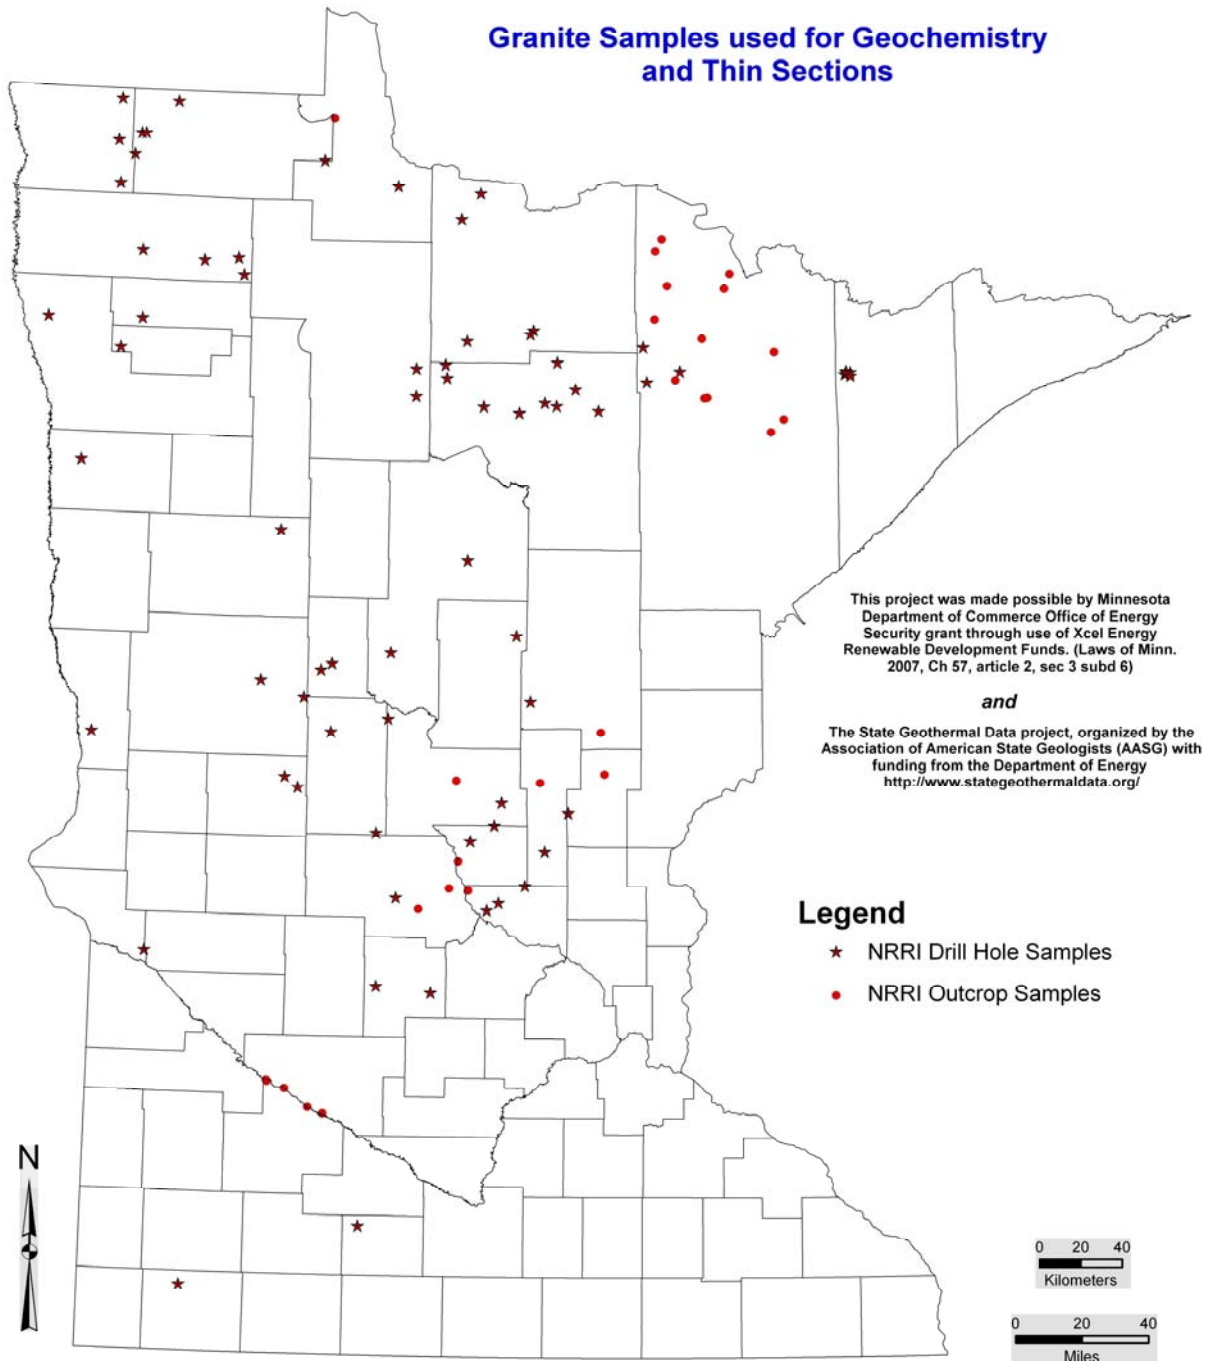 Granite Samples used for Geochemistry
and Thin Sections
This project was made possible by Minnesota
Department of Commerce Office of Energy
Security grant through use of Xcel Energy
Renewable Development Funds. (Laws of Minn.
2007, Ch 57, article 2, sec 3 subd 6)
and
The State Geothermal Data project, organized by the
Association of American State Geologists (AASG) with
funding from the Department of Energy
http://www.stategeothermaldata.org/
Legend
NRRI Drill Hole Samples
NRRI Outcrop Samples
N
0 20 40
Kilometers
0 20 40
Miles